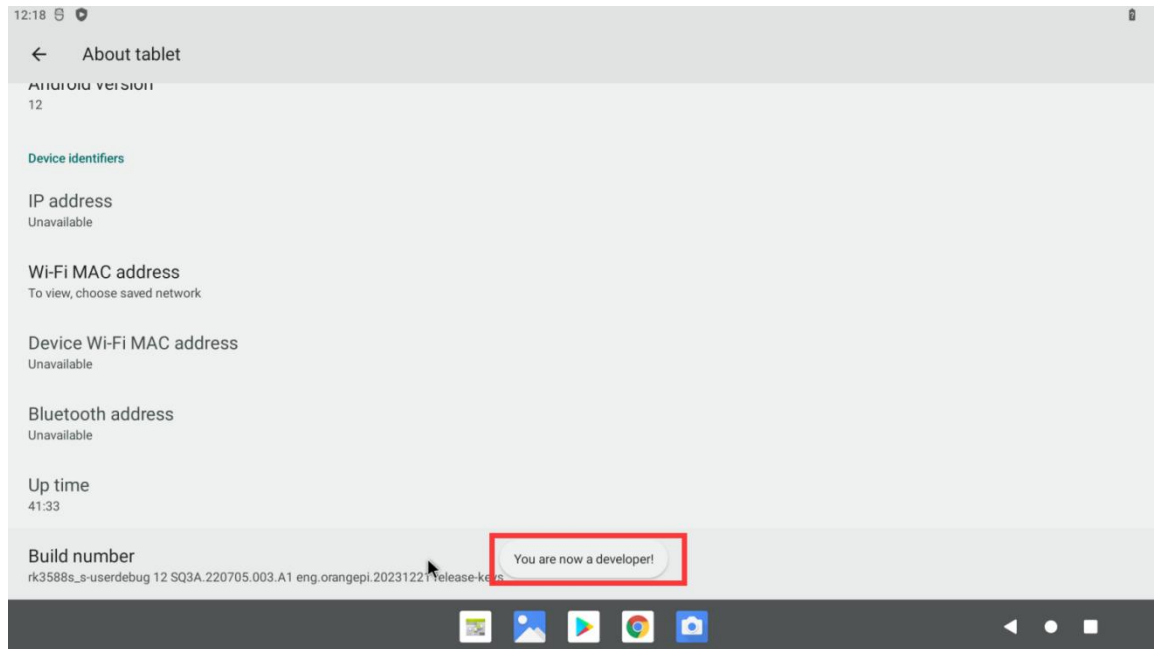 12:18
About tablet
Android version
12
Device identifiers
IP address
Unavailable
Wi-Fi MAC address
To view, choose saved network
Device Wi-Fi MAC address
Unavailable
Bluetooth address
Unavailable
Up time
41:33
Build number
You are now a developer!
rk3588s_s-userdebug 12 SQ3A.220705.003.A1 eng.orangepi.20231221 release-keys